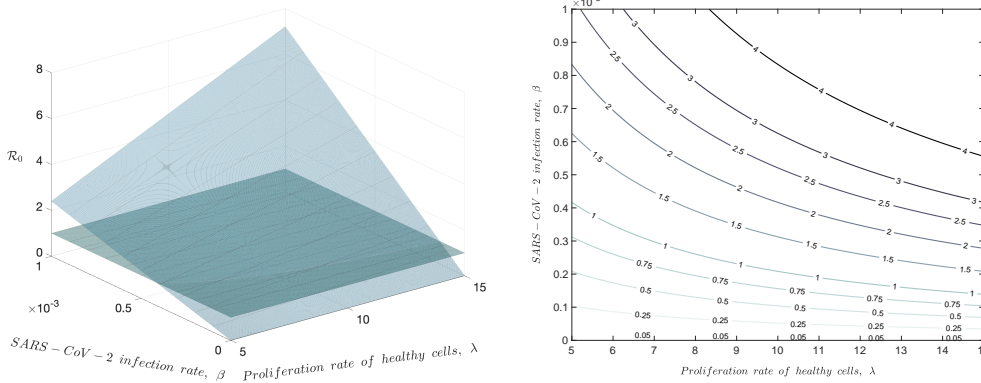 8
6
4
2
0
ℛ₀
1
0.5
0
×10⁻³
5
10
15
SARS − CoV − 2 infection rate, β
Proliferation rate of healthy cells, λ
1
0.9
0.8
0.7
0.6
0.5
0.4
0.3
0.2
0.1
0
SARS − CoV − 2 infection rate, β
3 4
2.5 3 4
2 2.5 3 4
2 2.5 3 4
1.5 2 2.5 3
1.5 2 2.5
1.5 2
1 1.5
1 1.5
0.75 1 1 1
0.75 0.75 0.75 0.75
0.5 0.5 0.5 0.5
0.25 0.25 0.25 0.25
0.05 0.05 0.05 0.05
5 6 7 8 9 10 11 12 13 14
Proliferation rate of healthy cells, λ